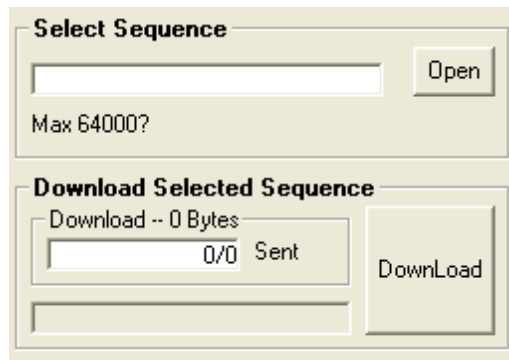 Select Sequence
Open
Max 64000?
Download Selected Sequence
Download -- 0 Bytes
0/0 Sent
DownLoad